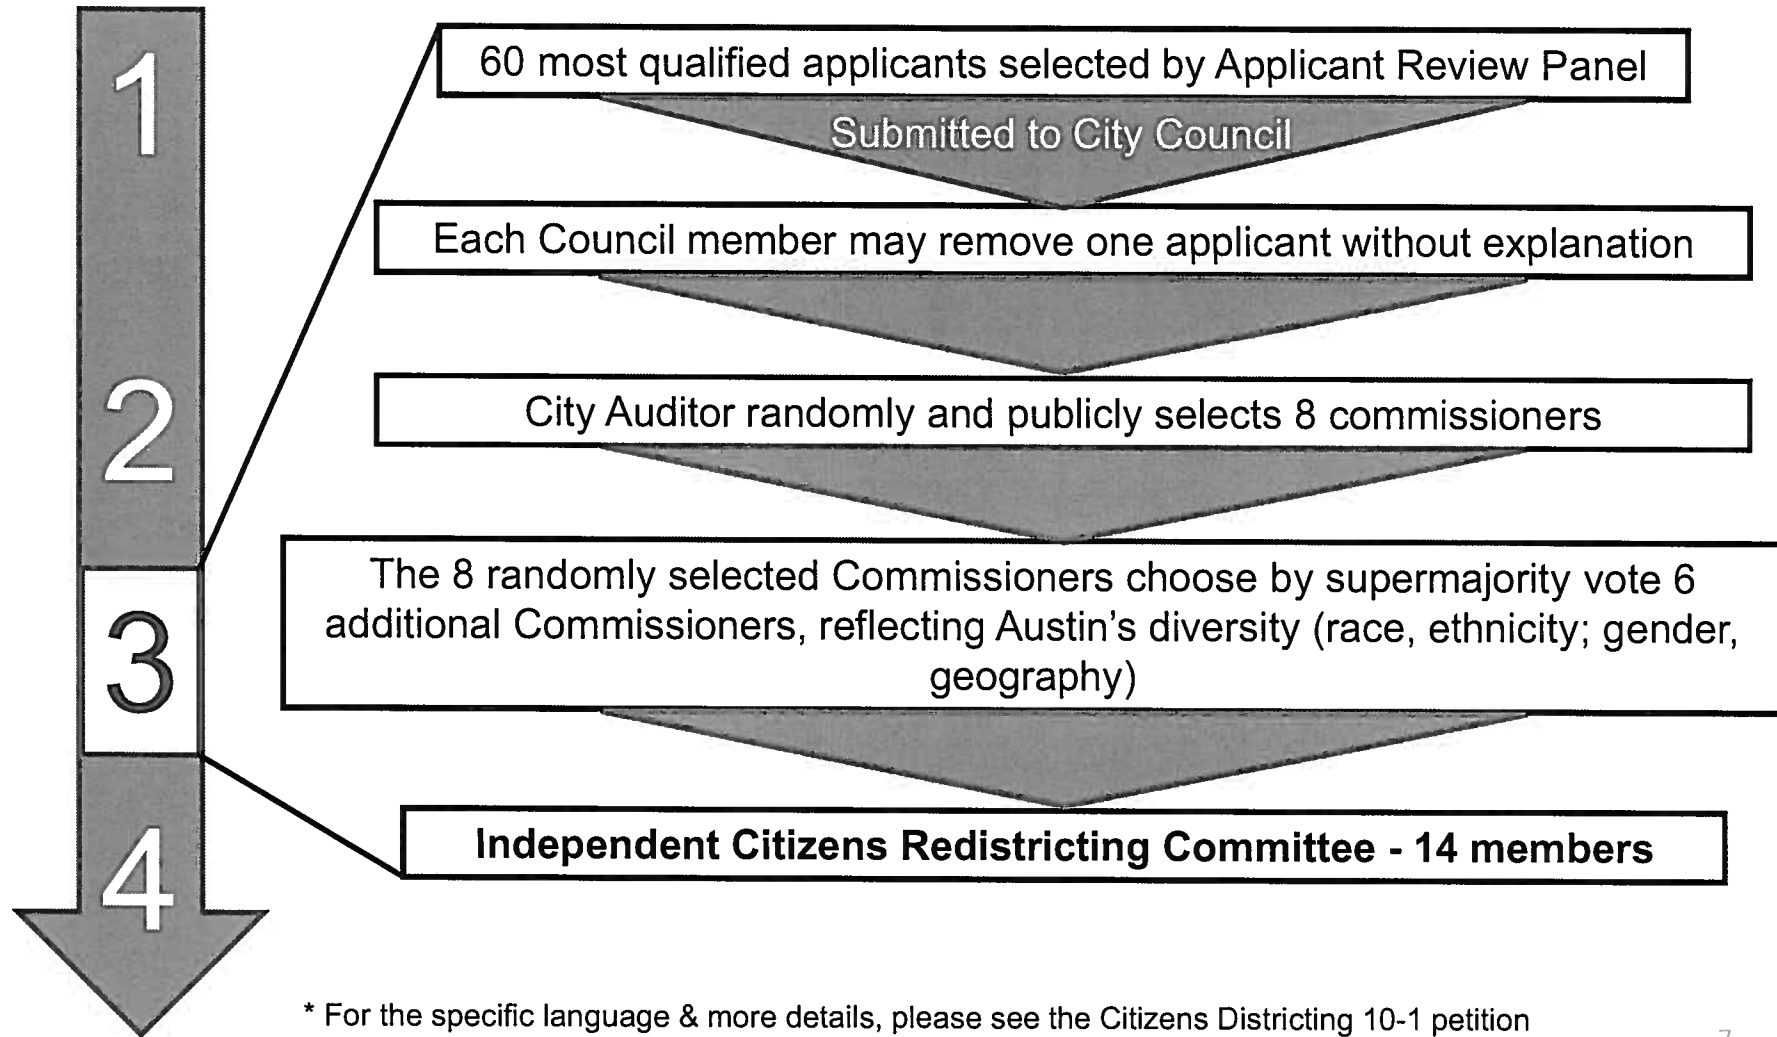 1
2
3
4
60 most qualified applicants selected by Applicant Review Panel
Submitted to City Council
Each Council member may remove one applicant without explanation
City Auditor randomly and publicly selects 8 commissioners
The 8 randomly selected Commissioners choose by supermajority vote 6
additional Commissioners, reflecting Austin's diversity (race, ethnicity; gender,
geography)
Independent Citizens Redistricting Committee - 14 members
* For the specific language & more details, please see the Citizens Districting 10-1 petition
7